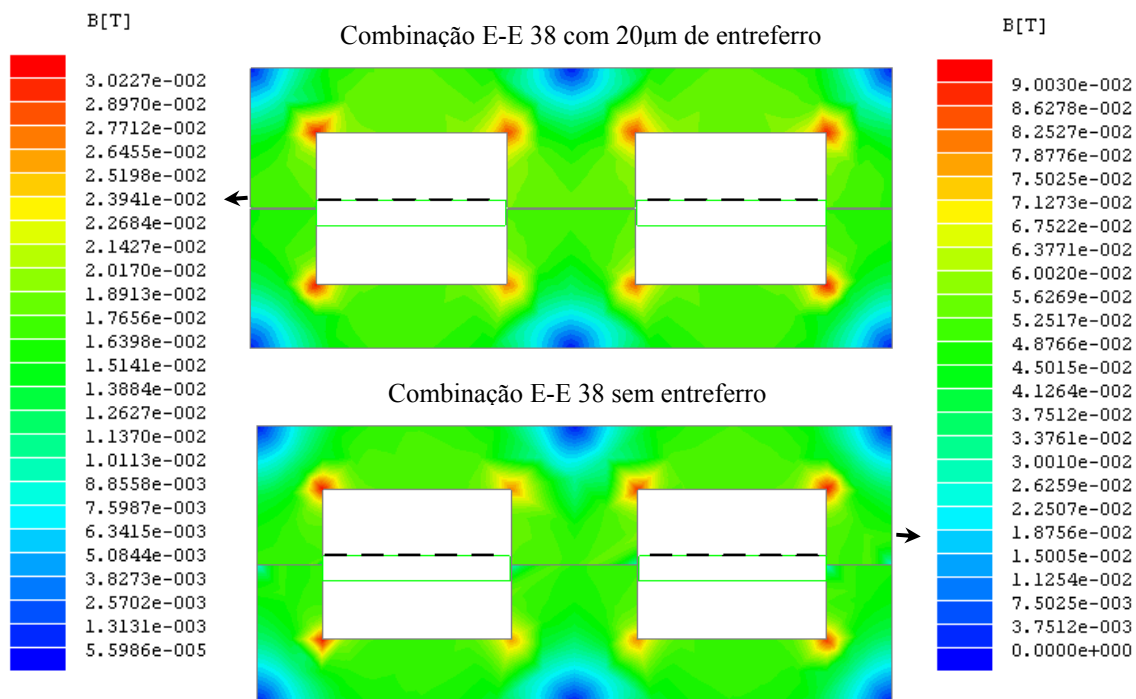 B[T]
3.0227e-002
2.8970e-002
2.7712e-002
2.6455e-002
2.5198e-002
2.3941e-002
2.2684e-002
2.1427e-002
2.0170e-002
1.8913e-002
1.7656e-002
1.6398e-002
1.5141e-002
1.3884e-002
1.2627e-002
1.1370e-002
1.0113e-002
8.8558e-003
7.5987e-003
6.3415e-003
5.0844e-003
3.8273e-003
2.5702e-003
1.3131e-003
5.5986e-005
Combinação E-E 38 com 20μm de entreferro
Combinação E-E 38 sem entreferro
B[T]
9.0030e-002
8.6278e-002
8.2527e-002
7.8776e-002
7.5025e-002
7.1273e-002
6.7522e-002
6.3771e-002
6.0020e-002
5.6269e-002
5.2517e-002
4.8766e-002
4.5015e-002
4.1264e-002
3.7512e-002
3.3761e-002
3.0010e-002
2.6259e-002
2.2507e-002
1.8756e-002
1.5005e-002
1.1254e-002
7.5025e-003
3.7512e-003
0.0000e+000